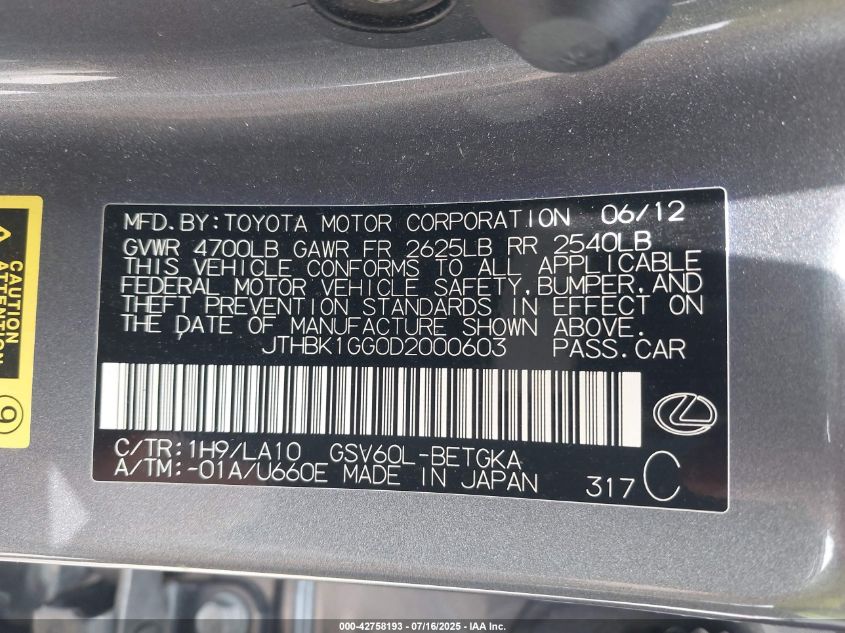 MFD.BY:TOYOTA MOTOR CORPORATION 06/12
GVWR 4700LB GAWR FR 2625LB RR 2540LB
THIS VEHICLE CONFORMS TO ALL APPLICABLE
FEDERAL MOTOR VEHICLE SAFETY,BUMPER,AND
THEFT PREVENTION STANDARDS IN EFFECT ON
THE DATE OF MANUFACTURE SHOWN ABOVE.
JTHBK1GG0D2000603 PASS.CAR
C/TR:1H9/LA10 GSV60L-BETGKA
A/TM:-01A/U660E MADE IN JAPAN 317 C
CAUTION
ATTENTION
9
000-42758193 - 07/16/2025 - IAA Inc.